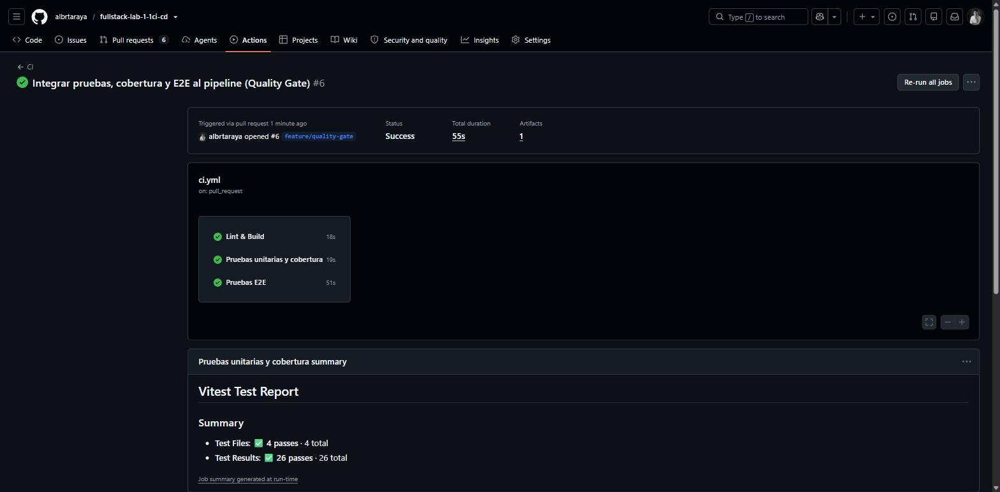 albrtaraya / fullstack-lab-1-1ci-cd
Type / to search
Code Issues Pull requests 6 Agents Actions Projects Wiki Security and quality Insights Settings
CI
Integrar pruebas, cobertura y E2E al pipeline (Quality Gate) #6
Re-run all jobs
Triggered via pull request 1 minute ago
albrtaraya opened #6 feature/quality-gate
Status
Success
Total duration
55s
Artifacts
1
ci.yml
on: pull_request
Lint & Build 18s
Pruebas unitarias y cobertura 19s
Pruebas E2E 51s
Pruebas unitarias y cobertura summary
Vitest Test Report
Summary
• Test Files: ✅ 4 passes · 4 total
• Test Results: ✅ 26 passes · 26 total
Job summary generated at run-time